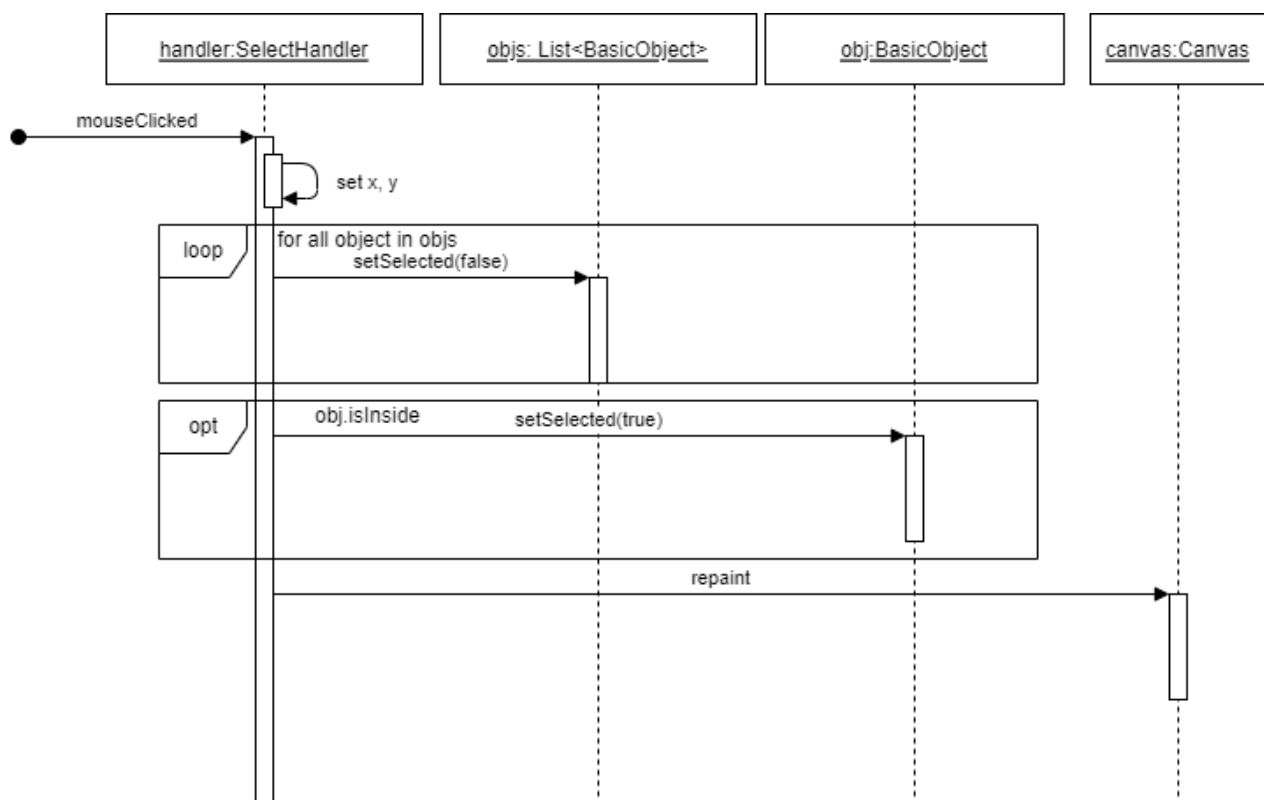 handler:SelectHandler
objs: List<BasicObject>
obj:BasicObject
canvas:Canvas
mouseClicked
set x, y
loop
for all object in objs
setSelected(false)
opt
obj.isInside
setSelected(true)
repaint